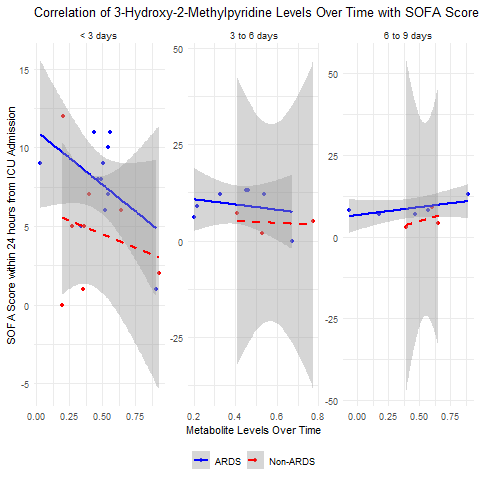 Correlation of 3-Hydroxy-2-Methylpyridine Levels Over Time with SOFA Score
< 3 days
3 to 6 days
6 to 9 days
SOFA Score within 24 hours from ICU Admission
15
10
5
0
-5
50
25
0
-25
50
25
0
-25
-50
0.00 0.25 0.50 0.75
0.2 0.4 0.6 0.8
0.00 0.25 0.50 0.75
Metabolite Levels Over Time
ARDS
Non-ARDS